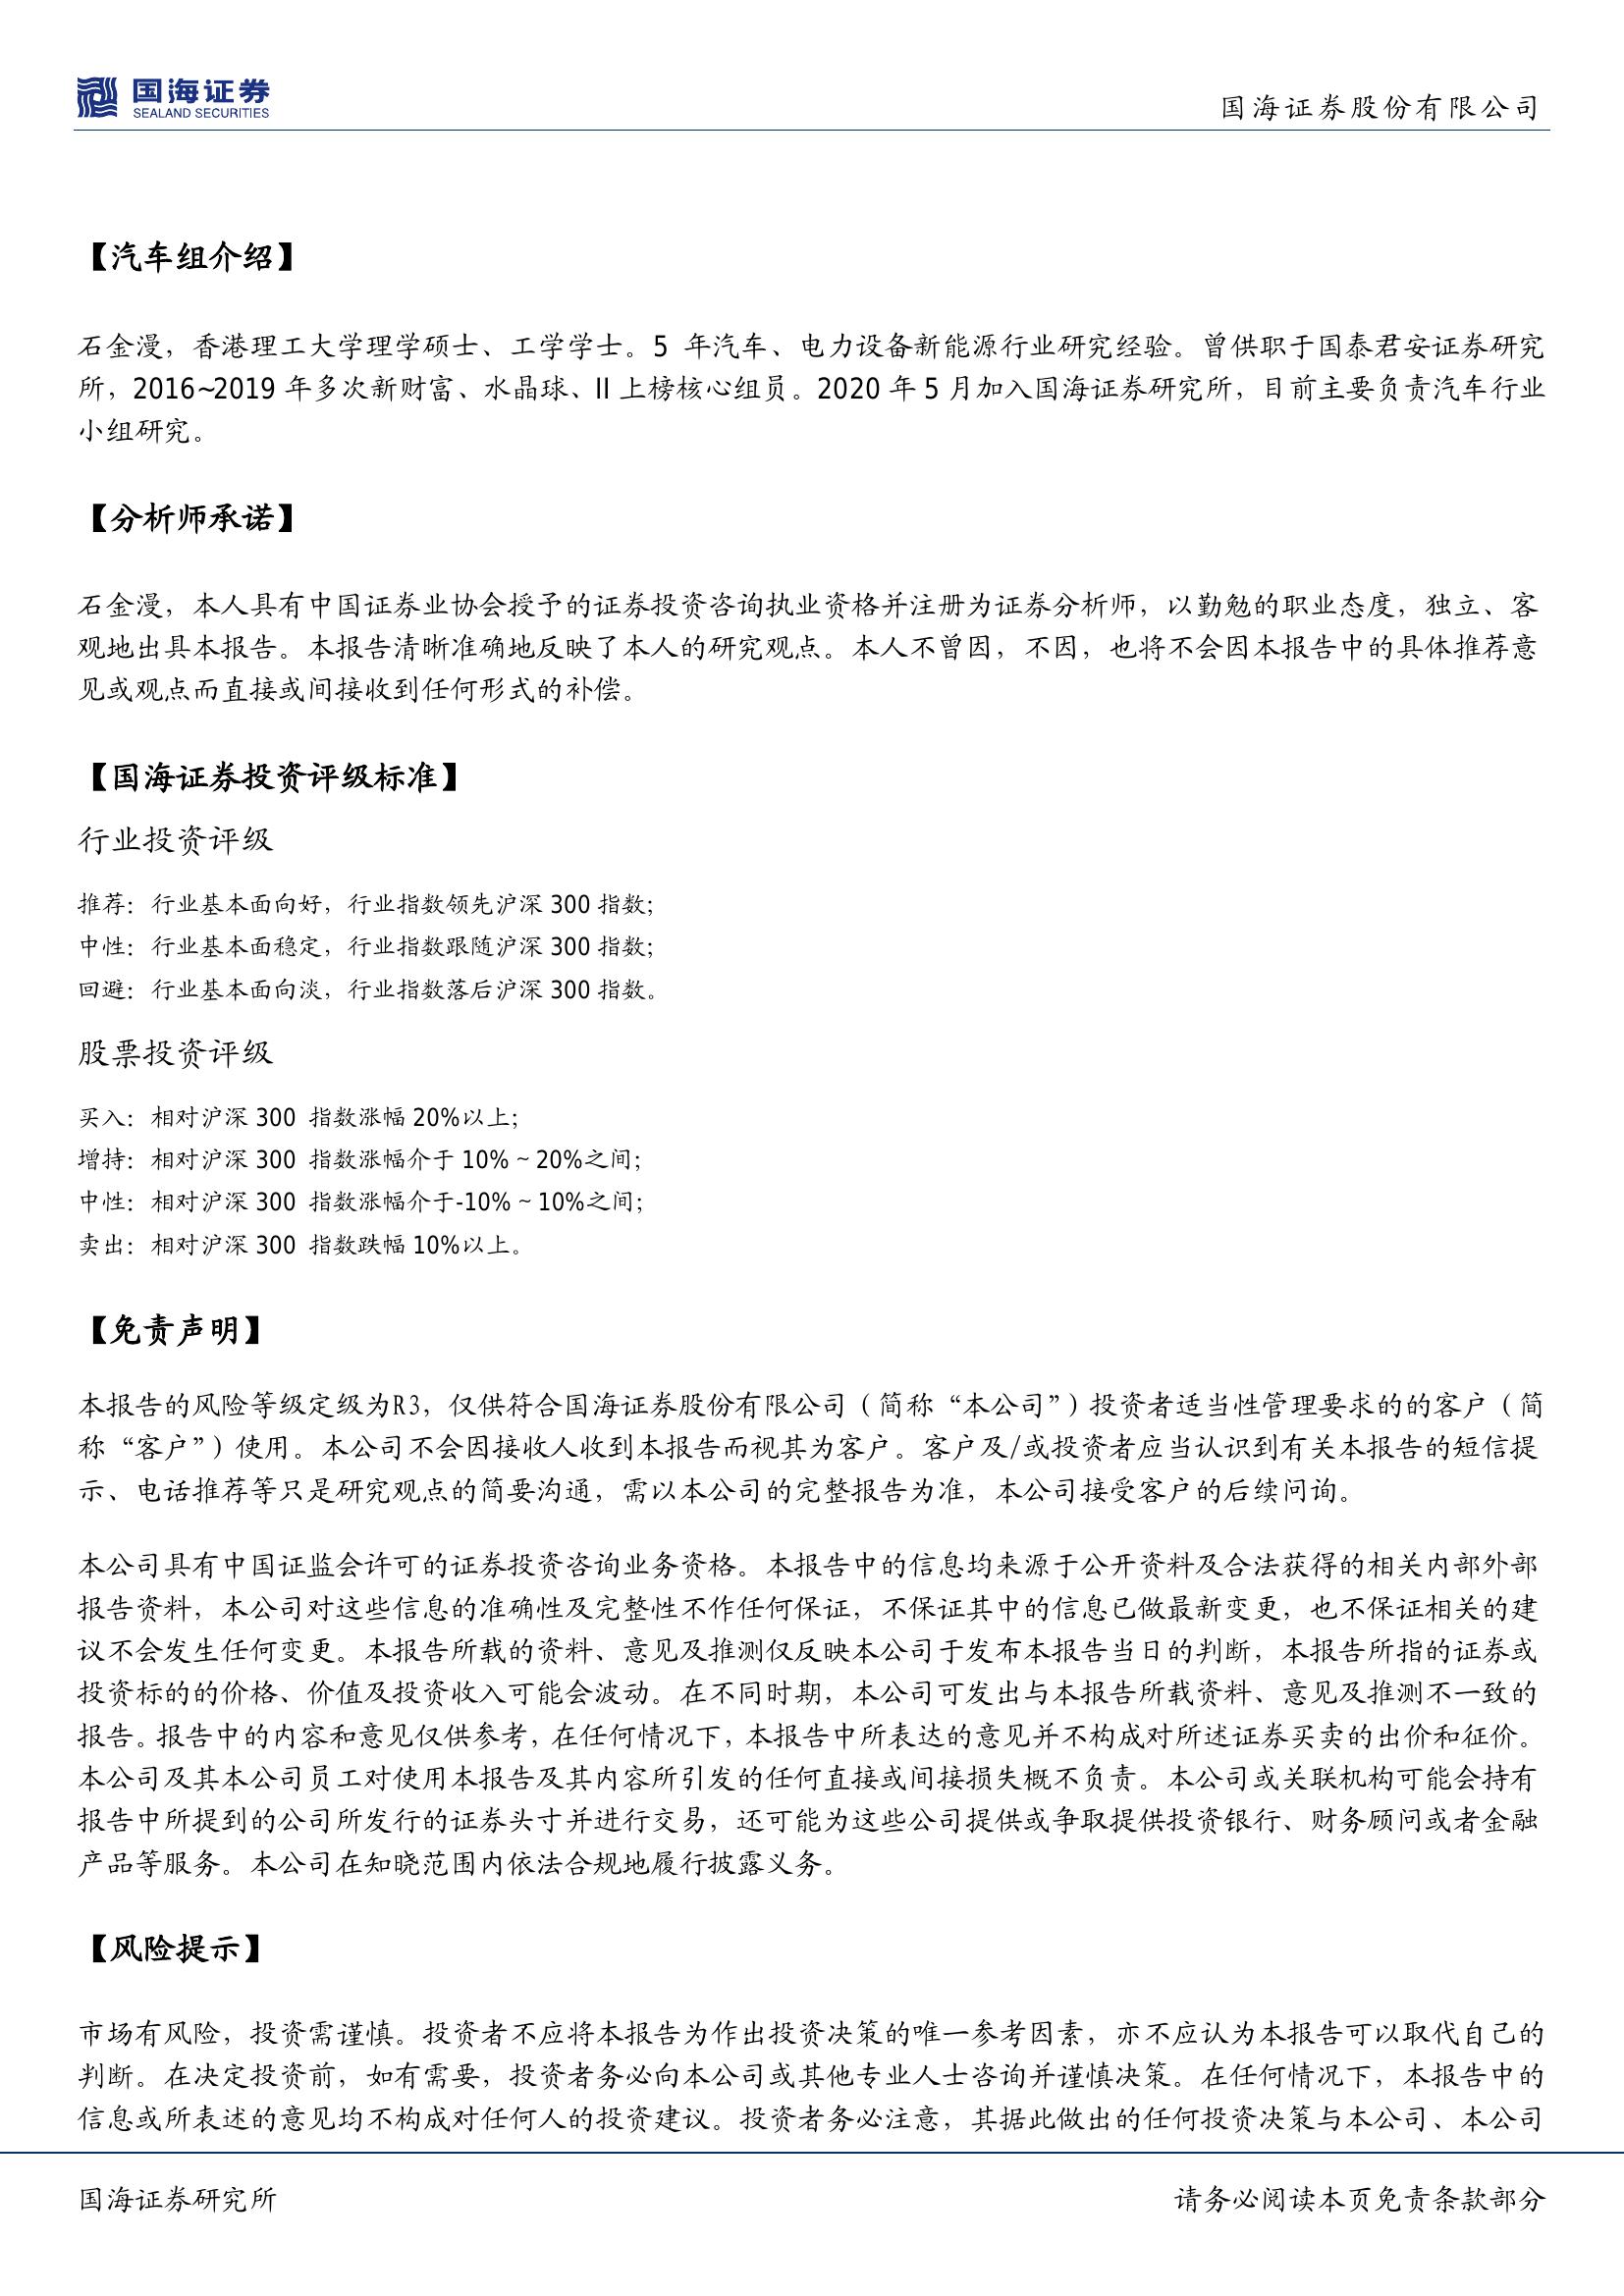 国海证券
SEALAND SECURITIES
国海证券股份有限公司
【汽车组介绍】
石金漫，香港理工大学理学硕士、工学学士。5 年汽车、电力设备新能源行业研究经验。曾供职于国泰君安证券研究
所，2016~2019 年多次新财富、水晶球、II 上榜核心组员。2020 年 5 月加入国海证券研究所，目前主要负责汽车行业
小组研究。
【分析师承诺】
石金漫，本人具有中国证券业协会授予的证券投资咨询执业资格并注册为证券分析师，以勤勉的职业态度，独立、客
观地出具本报告。本报告清晰准确地反映了本人的研究观点。本人不曾因，不因，也将不会因本报告中的具体推荐意
见或观点而直接或间接收到任何形式的补偿。
【国海证券投资评级标准】
行业投资评级
推荐：行业基本面向好，行业指数领先沪深 300 指数；
中性：行业基本面稳定，行业指数跟随沪深 300 指数；
回避：行业基本面向淡，行业指数落后沪深 300 指数。
股票投资评级
买入：相对沪深 300 指数涨幅 20%以上；
增持：相对沪深 300 指数涨幅介于 10%～20%之间；
中性：相对沪深 300 指数涨幅介于-10%～10%之间；
卖出：相对沪深 300 指数跌幅 10%以上。
【免责声明】
本报告的风险等级定级为R3，仅供符合国海证券股份有限公司（简称“本公司”）投资者适当性管理要求的的客户（简
称“客户”）使用。本公司不会因接收人收到本报告而视其为客户。客户及/或投资者应当认识到有关本报告的短信提
示、电话推荐等只是研究观点的简要沟通，需以本公司的完整报告为准，本公司接受客户的后续问询。
本公司具有中国证监会许可的证券投资咨询业务资格。本报告中的信息均来源于公开资料及合法获得的相关内部外部
报告资料，本公司对这些信息的准确性及完整性不作任何保证，不保证其中的信息已做最新变更，也不保证相关的建
议不会发生任何变更。本报告所载的资料、意见及推测仅反映本公司于发布本报告当日的判断，本报告所指的证券或
投资标的的价格、价值及投资收入可能会波动。在不同时期，本公司可发出与本报告所载资料、意见及推测不一致的
报告。报告中的内容和意见仅供参考，在任何情况下，本报告中所表达的意见并不构成对所述证券买卖的出价和征价。
本公司及其本公司员工对使用本报告及其内容所引发的任何直接或间接损失概不负责。本公司或关联机构可能会持有
报告中所提到的公司所发行的证券头寸并进行交易，还可能为这些公司提供或争取提供投资银行、财务顾问或者金融
产品等服务。本公司在知晓范围内依法合规地履行披露义务。
【风险提示】
市场有风险，投资需谨慎。投资者不应将本报告为作出投资决策的唯一参考因素，亦不应认为本报告可以取代自己的
判断。在决定投资前，如有需要，投资者务必向本公司或其他专业人士咨询并谨慎决策。在任何情况下，本报告中的
信息或所表述的意见均不构成对任何人的投资建议。投资者务必注意，其据此做出的任何投资决策与本公司、本公司
国海证券研究所
请务必阅读本页免责条款部分